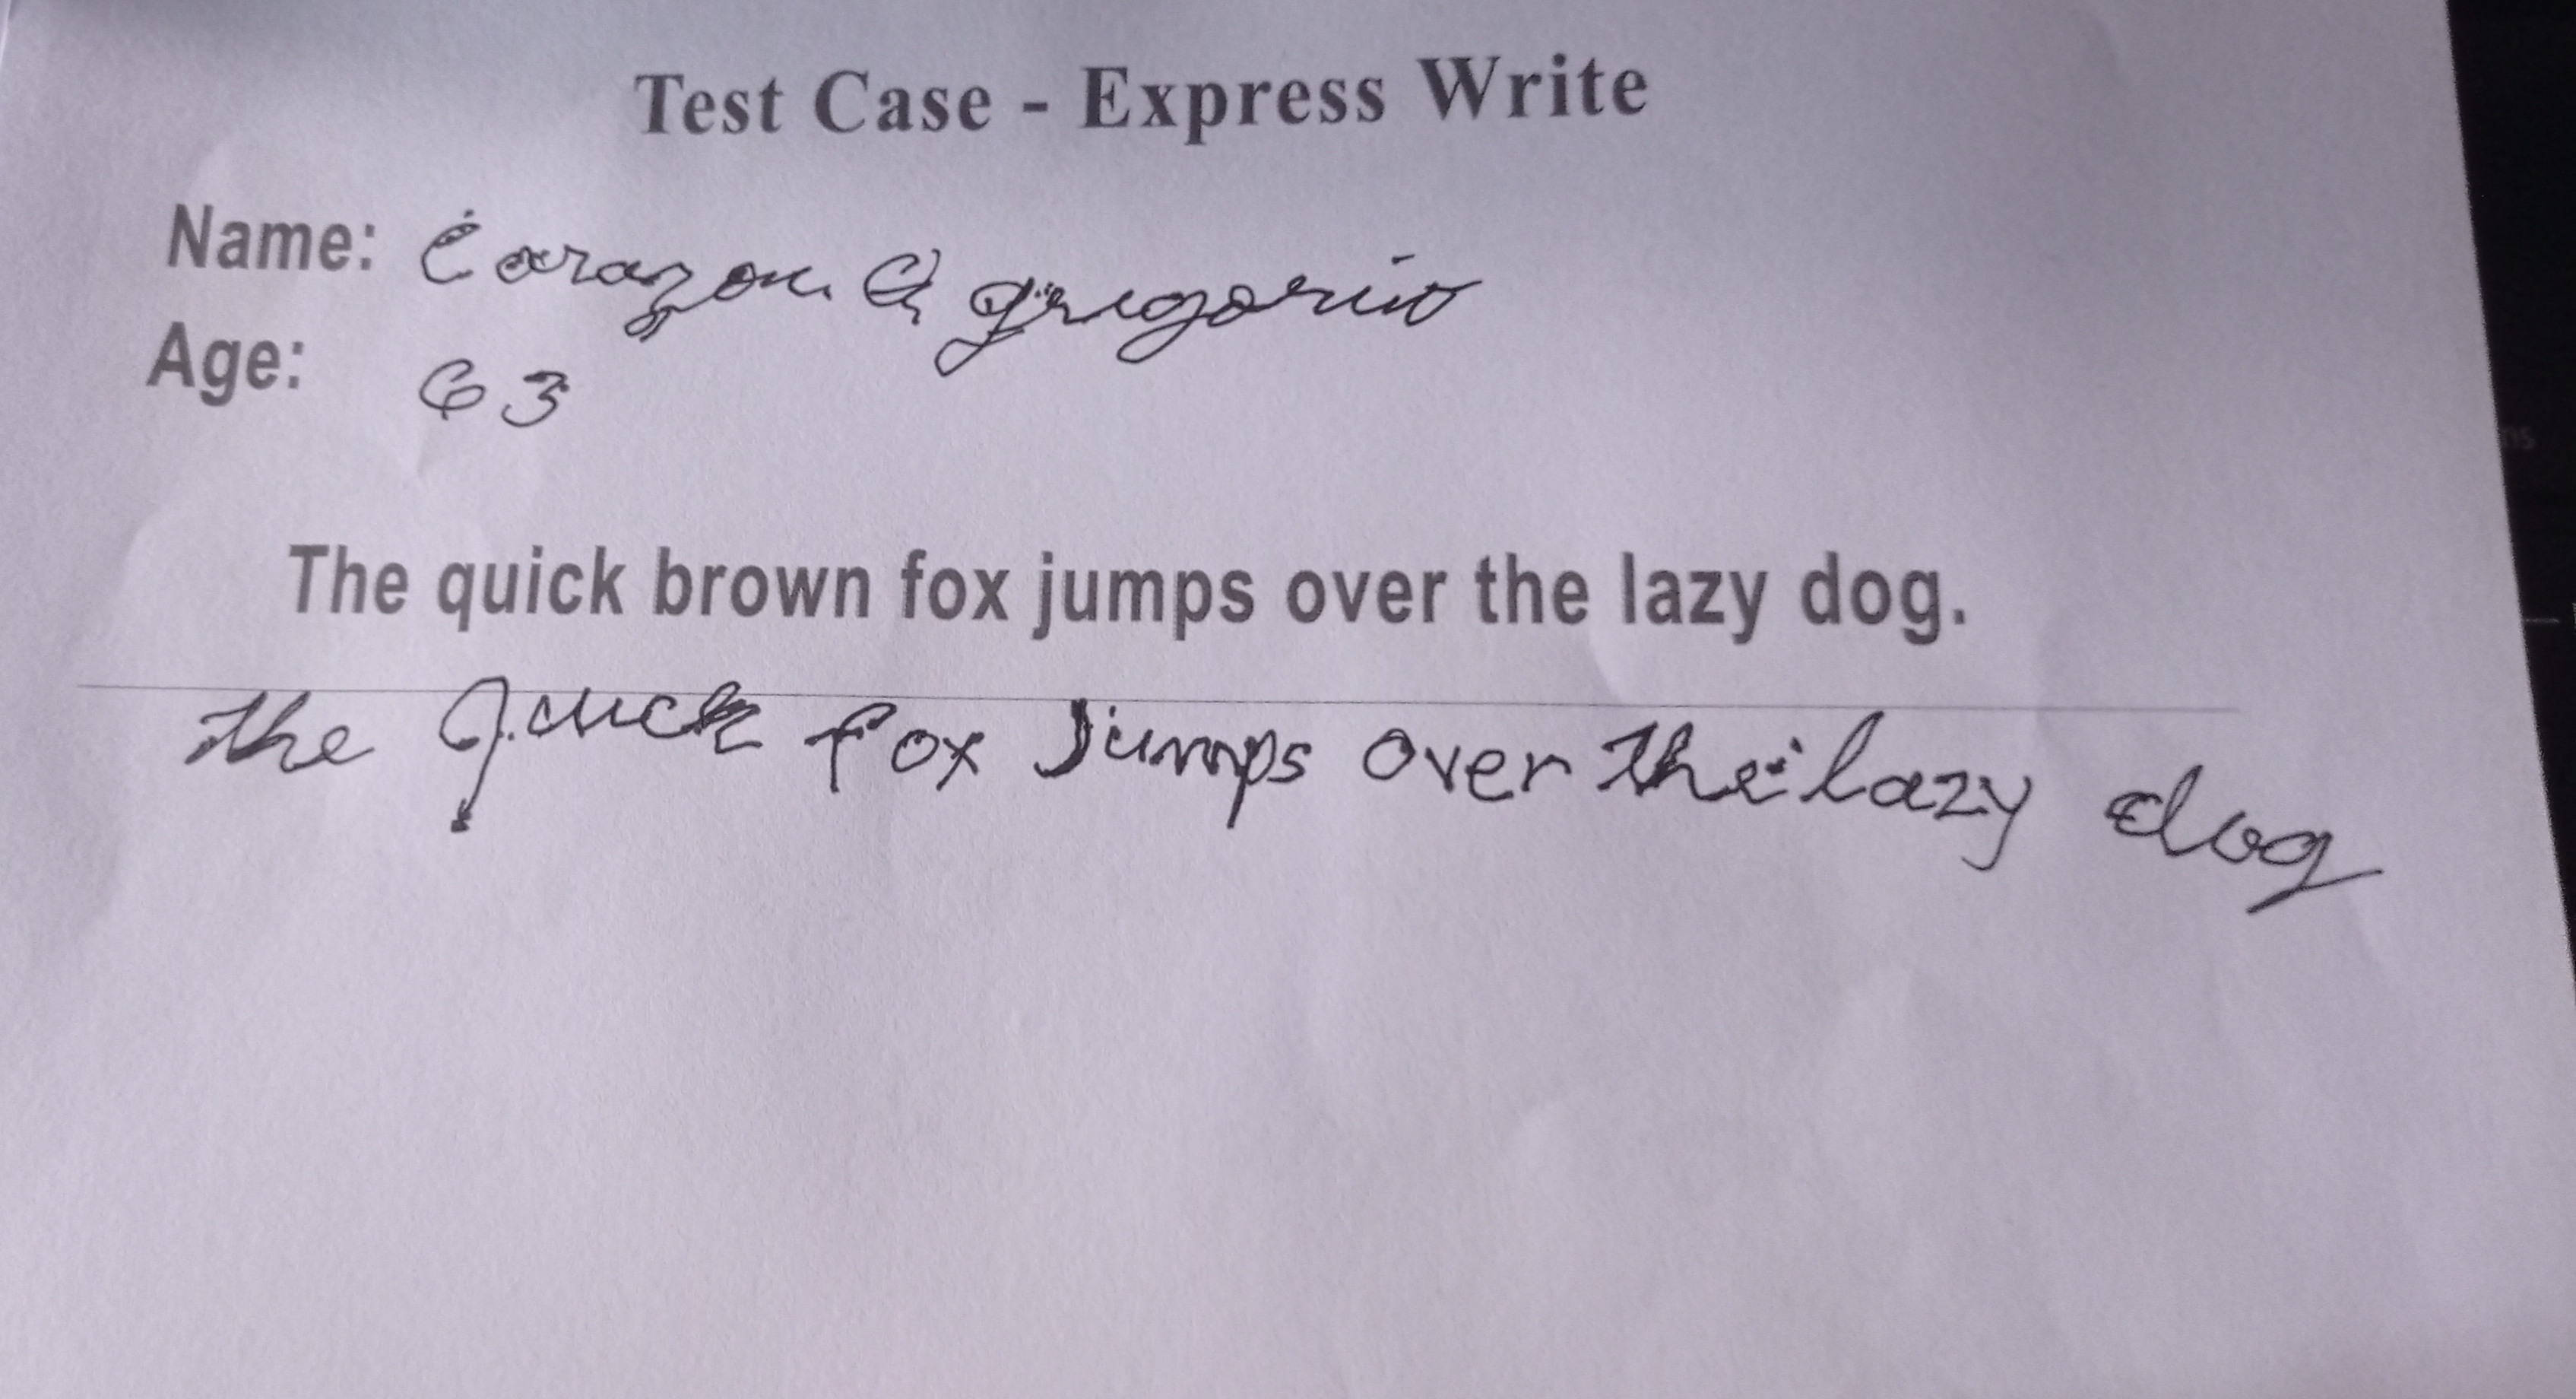 Test Case - Express Write
Name: Corazon G gregorio
Age: 63
The quick brown fox jumps over the lazy dog.
the quick fox Jumps over the lazy dog